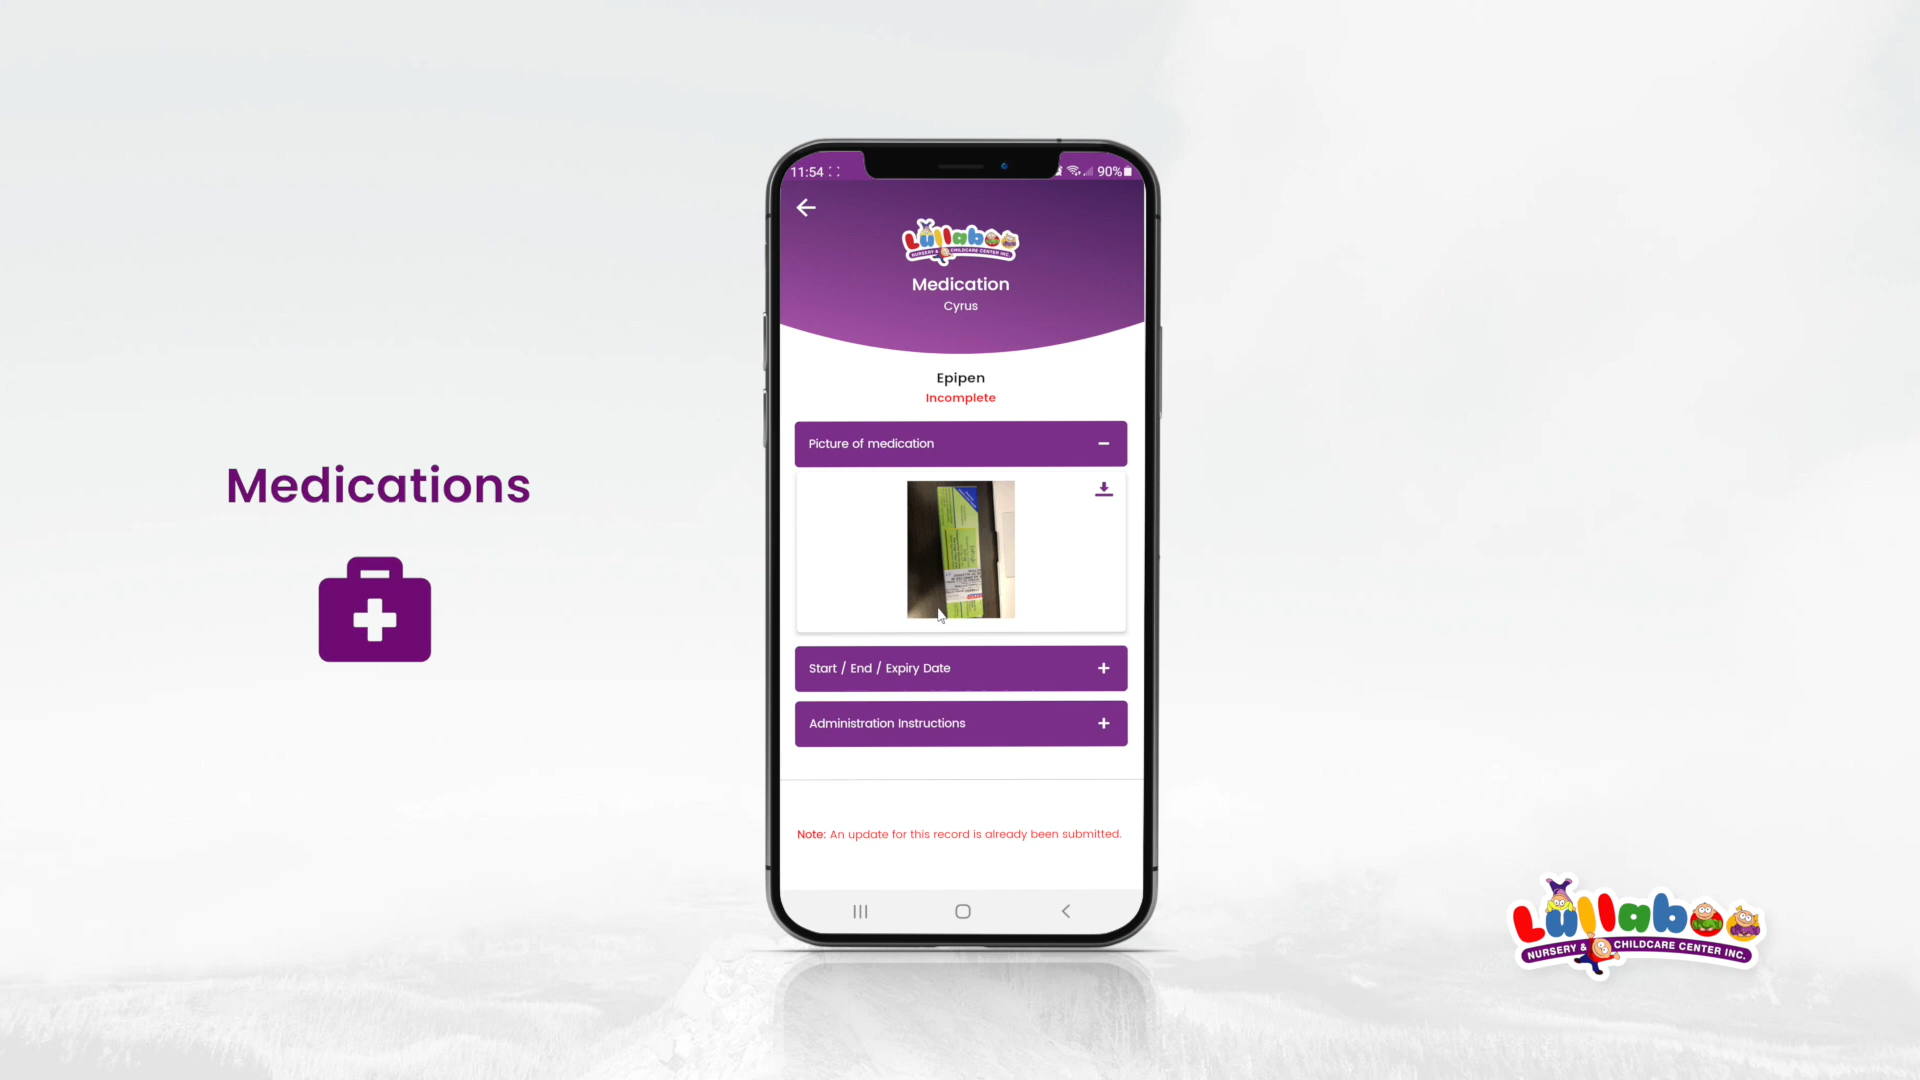 Medications
11:54
90%
Lullaboo
NURSERY & CHILDCARE CENTER INC.
Medication
Cyrus
Epipen
Incomplete
Picture of medication
Start / End / Expiry Date
Administration Instructions
Note: An update for this record is already been submitted.
Lullaboo
NURSERY & CHILDCARE CENTER INC.